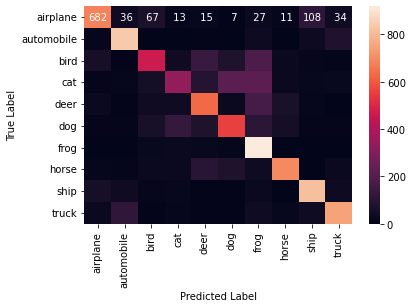 airplane 682 36 67 13 15 7 27 11 108 34
automobile
bird
cat
deer
dog
frog
horse
ship
truck
True Label
airplane
automobile
bird
cat
deer
dog
frog
horse
ship
truck
Predicted Label
800
600
400
200
0